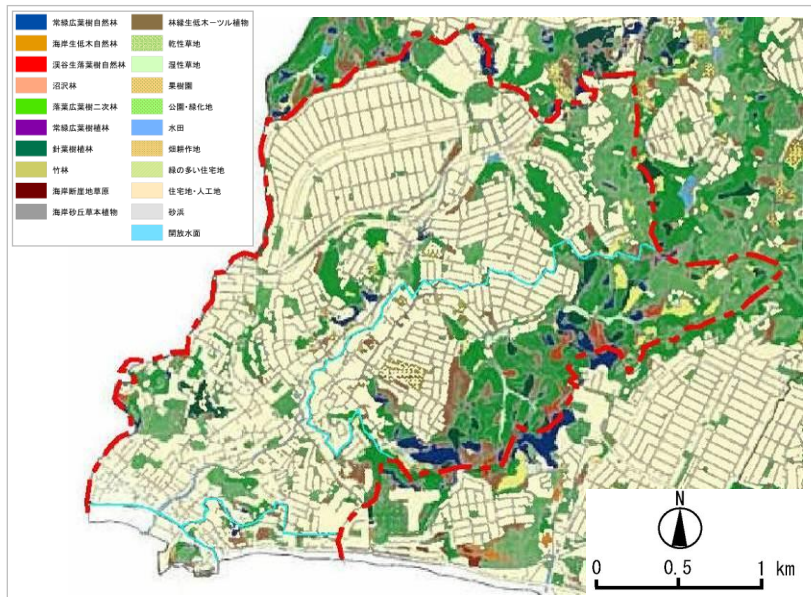 常緑広葉樹自然林
海岸生低木自然林
渓谷生落葉樹自然林
沼沢林
落葉広葉樹二次林
常緑広葉樹植林
針葉樹植林
竹林
海岸断崖地草原
海岸砂丘草本植物
林縁生低木ーツル植物
乾性草地
湿性草地
果樹園
公園・緑化地
水田
畑耕作地
緑の多い住宅地
住宅地・人工地
砂浜
開放水面
N
0 0.5 1 km